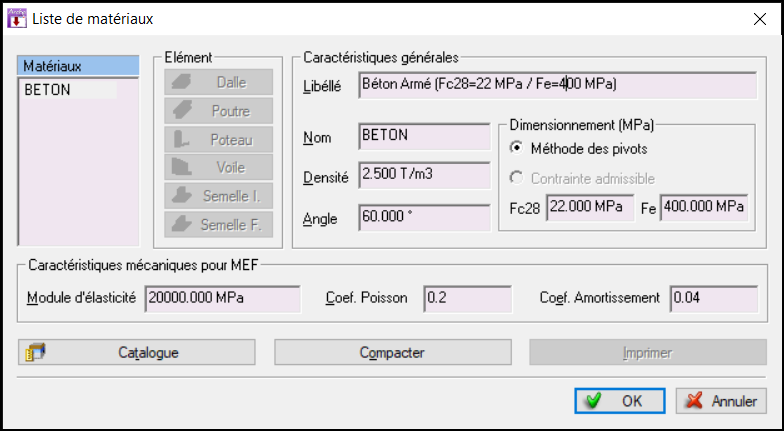 Liste de matériaux
Matériaux
BETON
Elément
Dalle
Poutre
Poteau
Voile
Semelle I.
Semelle F.
Caractéristiques générales
Libéllé Béton Armé (Fc28=22 MPa / Fe=400 MPa)
Nom BETON
Densité 2.500 T/m3
Angle 60.000 °
Dimensionnement (MPa)
Méthode des pivots
Contrainte admissible
Fc28 22.000 MPa Fe 400.000 MPa
Caractéristiques mécaniques pour MEF
Module d'élasticité 20000.000 MPa Coef. Poisson 0.2 Coef. Amortissement 0.04
Catalogue Compacter Imprimer
OK Annuler